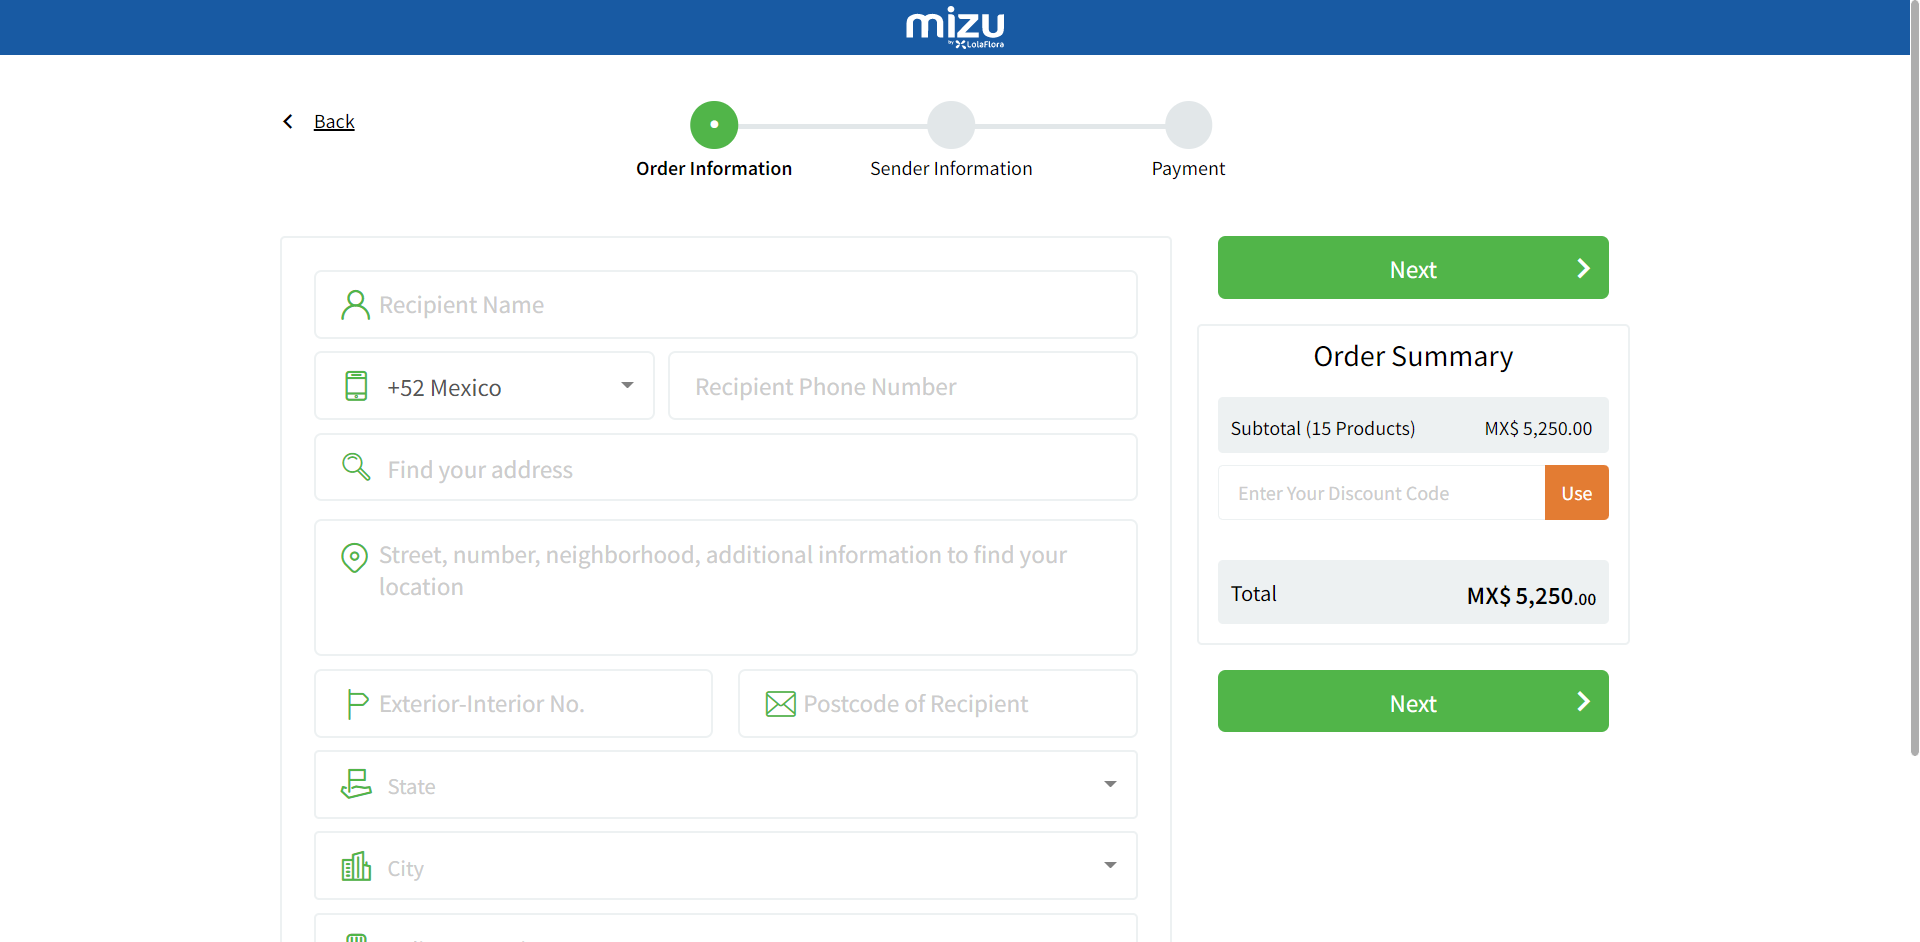 mizu
by LolaFlora
Back
Order Information
Sender Information
Payment
Recipient Name
+52 Mexico
Recipient Phone Number
Find your address
Street, number, neighborhood, additional information to find your
location
Exterior-Interior No.
Postcode of Recipient
State
City
Next
Order Summary
Subtotal (15 Products) MX$ 5,250.00
Enter Your Discount Code
Use
Total MX$ 5,250.00
Next